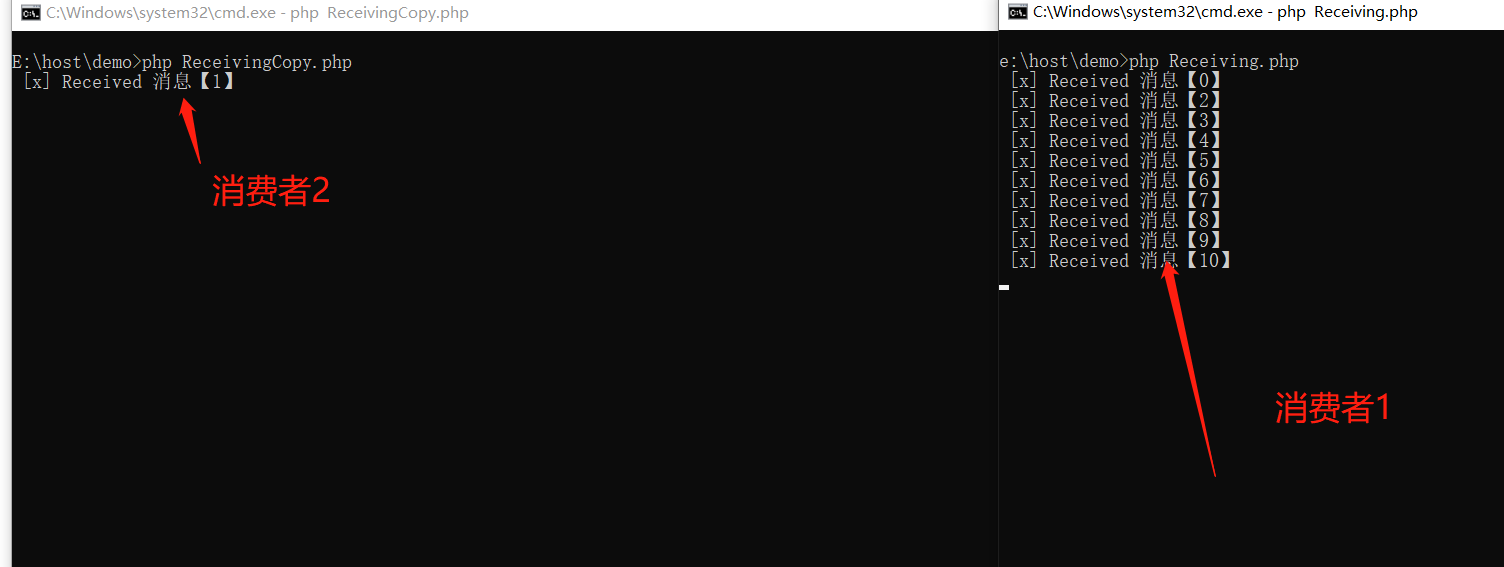 C:\Windows\system32\cmd.exe - php  ReceivingCopy.php
E:\host\demo>php ReceivingCopy.php
[x] Received 消息【1】
消费者2
C:\Windows\system32\cmd.exe - php  Receiving.php
e:\host\demo>php Receiving.php
[x] Received 消息【0】
[x] Received 消息【2】
[x] Received 消息【3】
[x] Received 消息【4】
[x] Received 消息【5】
[x] Received 消息【6】
[x] Received 消息【7】
[x] Received 消息【8】
[x] Received 消息【9】
[x] Received 消息【10】
消费者1